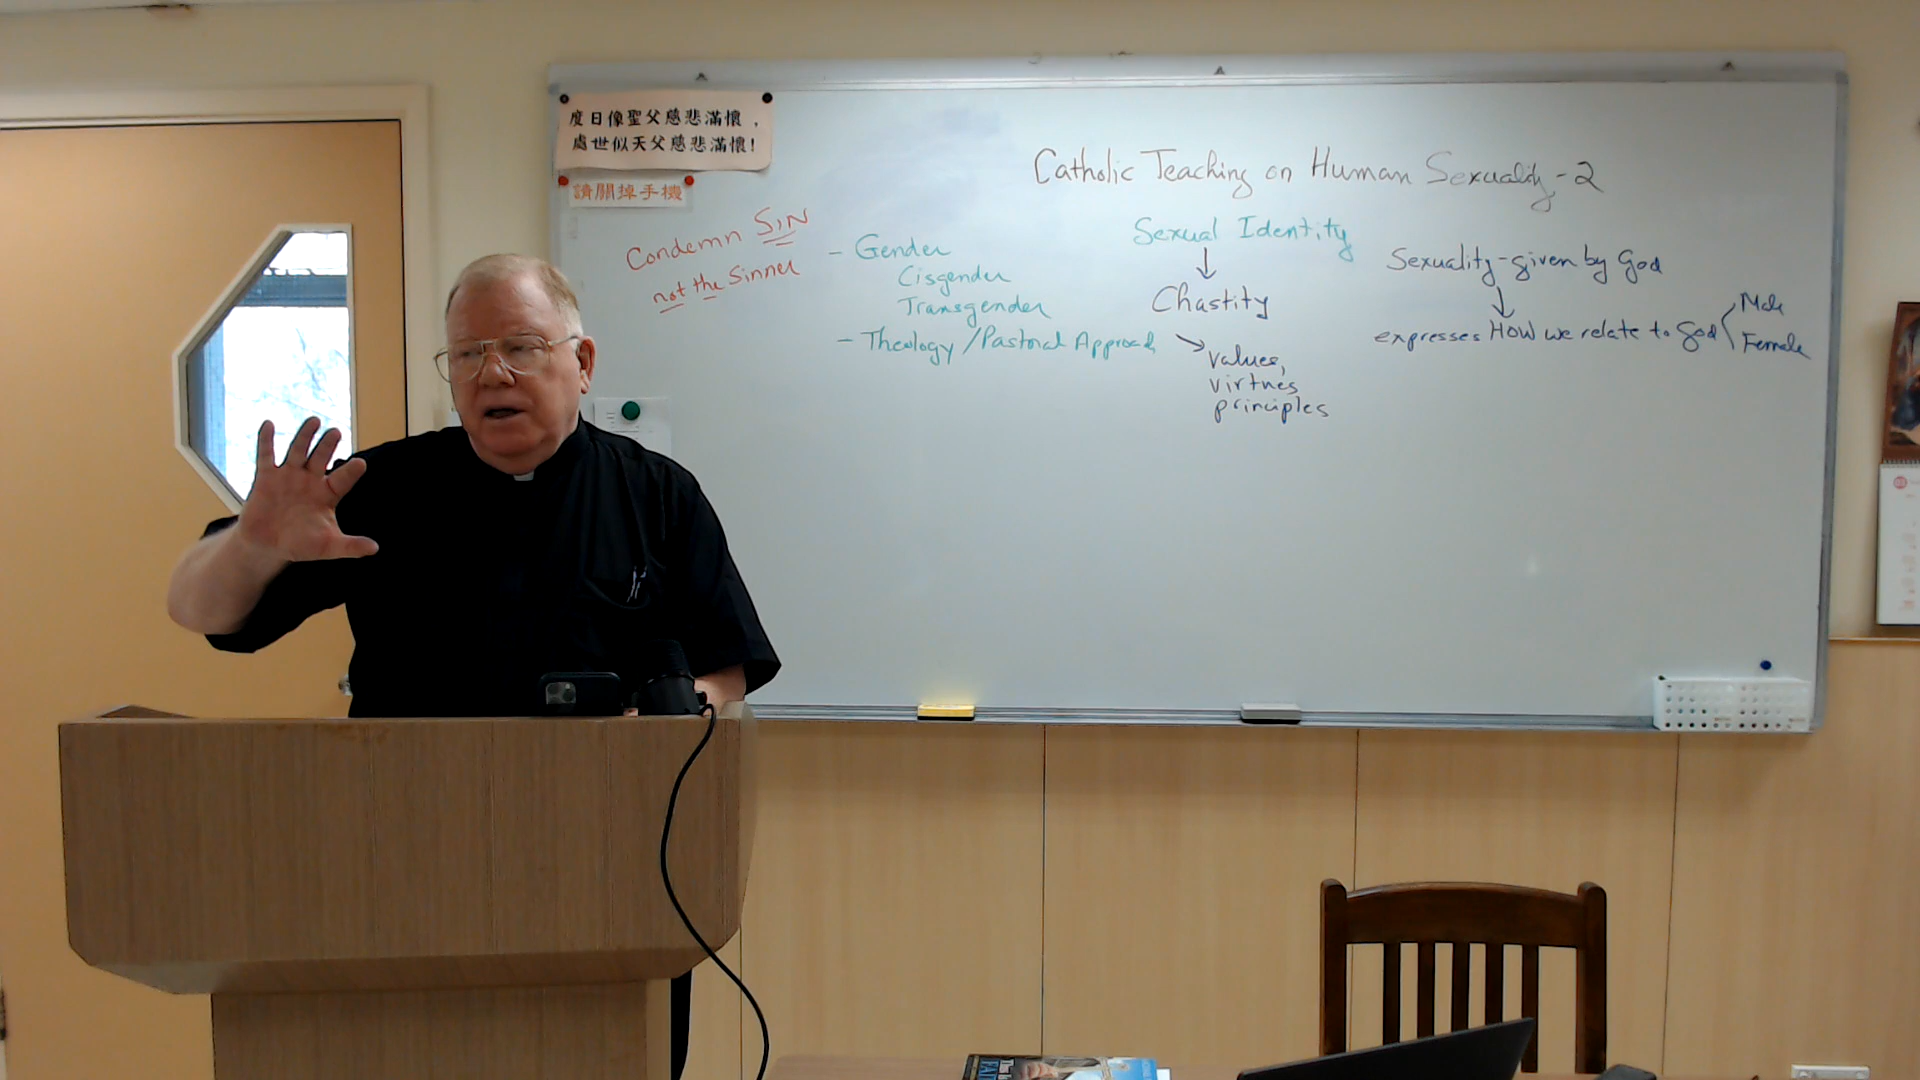 度日像聖父慈悲滿懷，
處世似天父慈悲滿懷!
請關掉手機
Catholic Teaching on Human Sexuality-2
Condemn SIN
not the Sinner
- Gender
Cisgender
Transgender
- Theology / Pastoral Approach
Sexual Identity
Chastity
values,
virtues,
principles
Sexuality-given by God
expresses How we relate to God
Male
Female